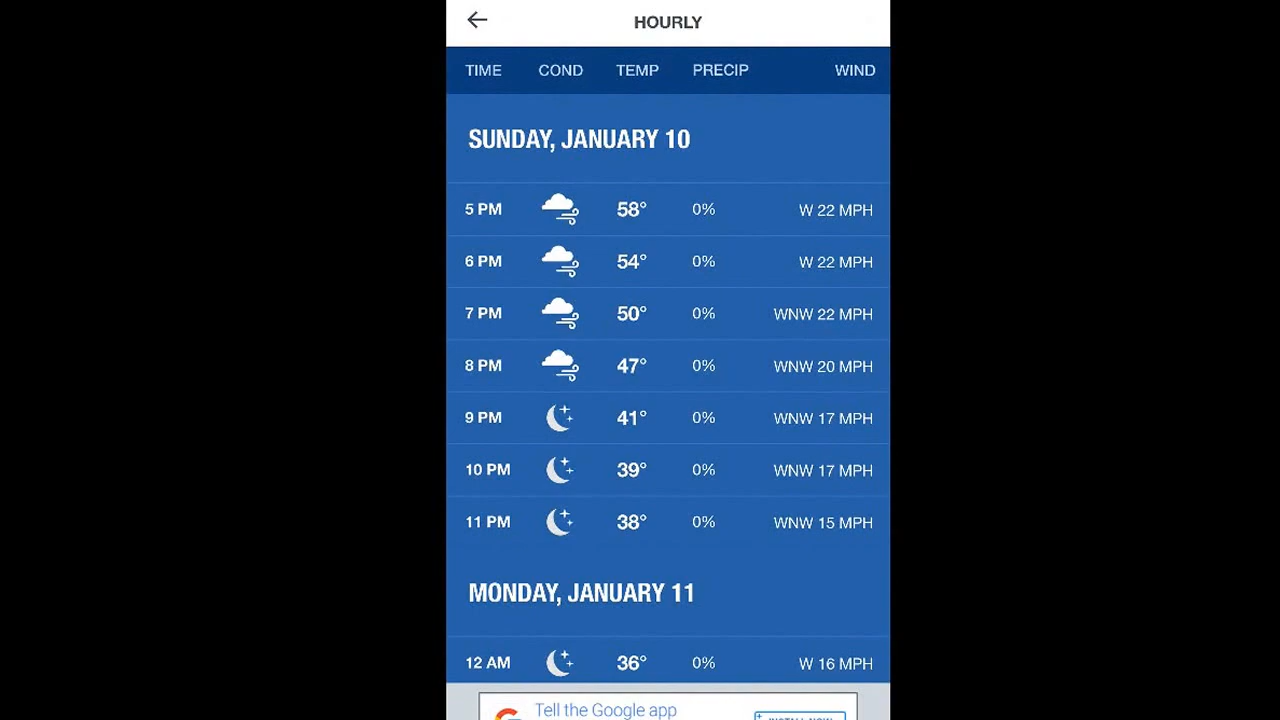 HOURLY
TIME COND TEMP PRECIP WIND
SUNDAY, JANUARY 10
5 PM 58° 0% W 22 MPH
6 PM 54° 0% W 22 MPH
7 PM 50° 0% WNW 22 MPH
8 PM 47° 0% WNW 20 MPH
9 PM 41° 0% WNW 17 MPH
10 PM 39° 0% WNW 17 MPH
11 PM 38° 0% WNW 15 MPH
MONDAY, JANUARY 11
12 AM 36° 0% W 16 MPH
Tell the Google app
INSTALL NOW